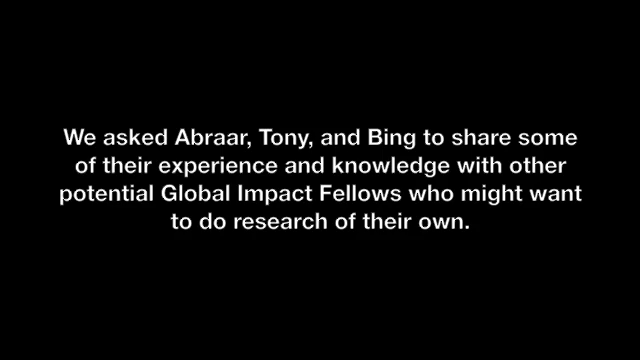 We asked Abraar, Tony, and Bing to share some
of their experience and knowledge with other
potential Global Impact Fellows who might want
to do research of their own.